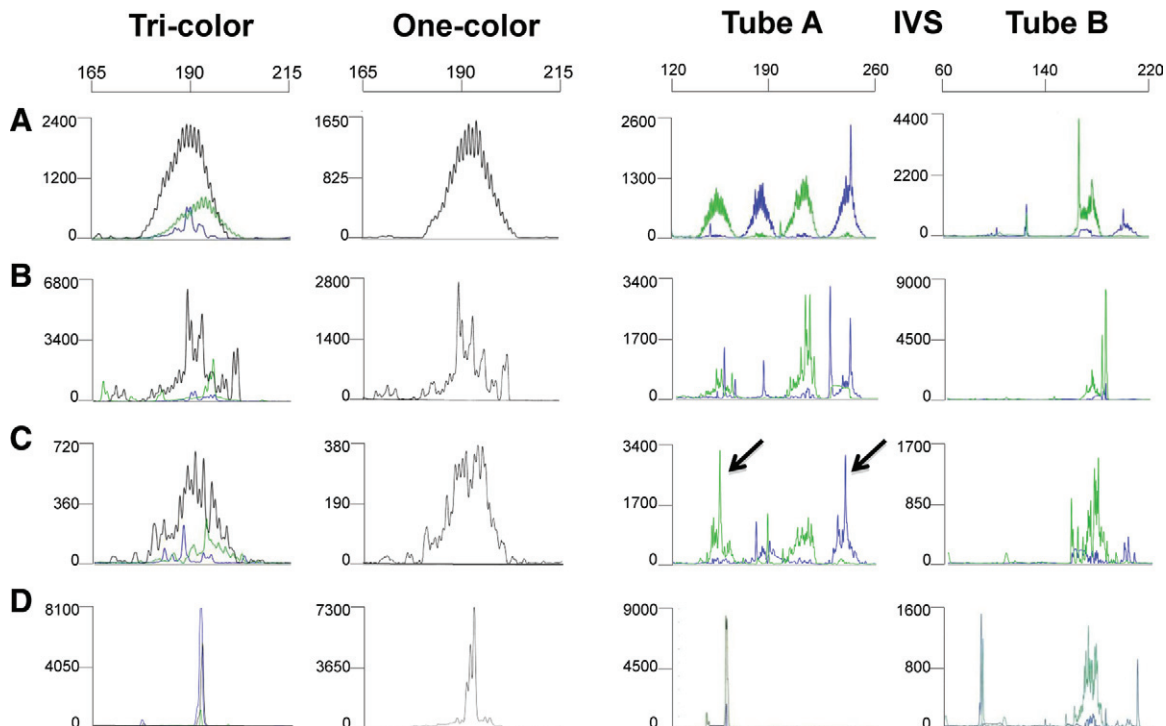 Tri-color One-color Tube A IVS Tube B
165 190 215 165 190 215 120 190 260 60 140 220
A
2400 1650 2600 4400
1200 825 1300 2200
0 0 0 0
B
6800 2800 3400 9000
3400 1400 1700 4500
0 0 0 0
C
720 380 3400 1700
360 190 1700 850
0 0 0 0
D
8100 7300 9000 1600
4050 3650 4500 800
0 0 0 0